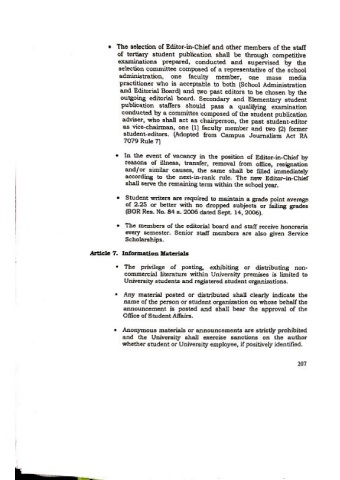 • The selection of Editor-in-Chief and other members of the staff
of tertiary student publication shall be through competitive
examinations prepared, conducted and supervised by the
selection committee composed of a representative of the school
administration, one faculty member, one mass media
practitioner who is acceptable to both (School Administration
and Editorial Board) and two past editors to be chosen by the
outgoing editorial board. Secondary and Elementary student
publication staffers should pass a qualifying examination
conducted by a committee composed of the student publication
adviser, who shall act as chairperson, the past student-editor
as vice-chairman, one (1) faculty member and two (2) former
student-editors. (Adopted from Campus Journalism Act RA
7079 Rule 7)
• In the event of vacancy in the position of Editor-in-Chief by
reasons of illness, transfer, removal from office, resignation
and/or similar causes, the same shall be filled immediately
according to the next-in-rank rule. The new Editor-in-Chief
shall serve the remaining term within the school year.
• Student writers are required to maintain a grade point average
of 2.25 or better with no dropped subjects or failing grades
(BOR Res. No. 84 s. 2006 dated Sept. 14, 2006).
• The members of the editorial board and staff receive honoraria
every semester. Senior staff members are also given Service
Scholarships.
Article 7. Information Materials
• The privilege of posting, exhibiting or distributing non-
commercial literature within University premises is limited to
University students and registered student organizations.
• Any material posted or distributed shall clearly indicate the
name of the person or student organization on whose behalf the
announcement is posted and shall bear the approval of the
Office of Student Affairs.
• Anonymous materials or announcements are strictly prohibited
and the University shall exercise sanctions on the author
whether student or University employee, if positively identified.
207